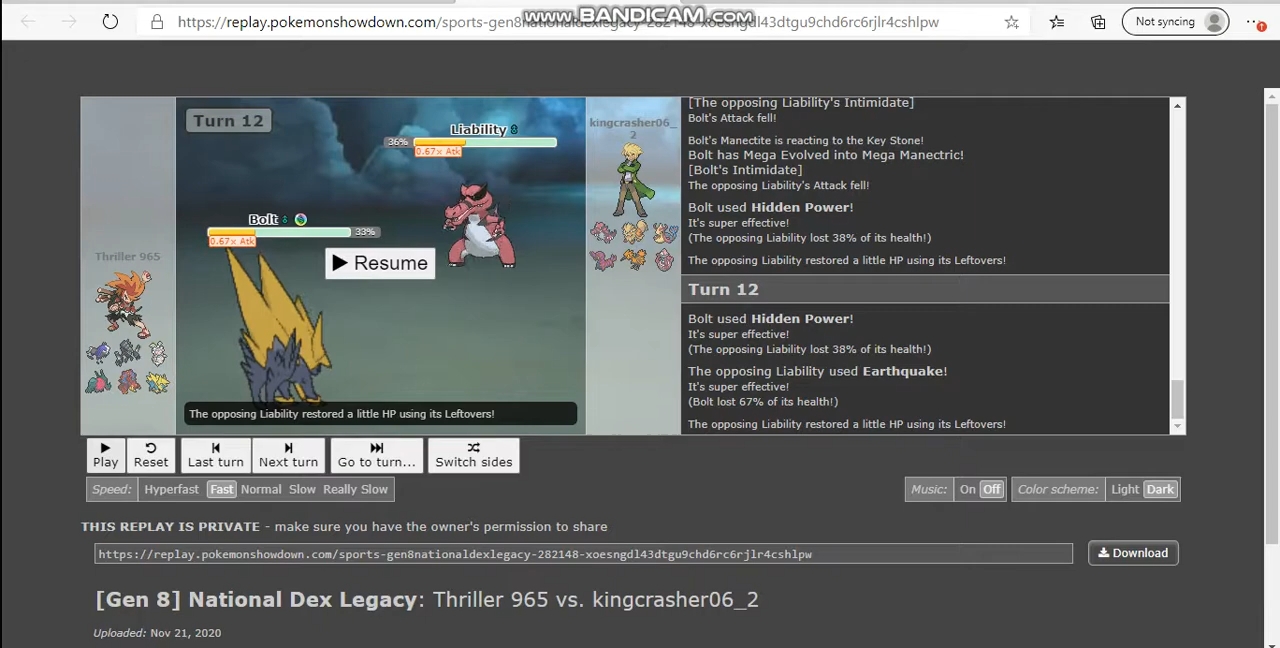 https://replay.pokemonshowdown.com/sports-gen8nationaldexlegacy-282148-xoesngdl43dtgu9chd6rc6rjlr4cshlpw
www.BANDICAM.com
Not syncing
Turn 12
Liability
36%
0.67x Atk
Bolt
33%
0.67x Atk
Resume
The opposing Liability restored a little HP using its Leftovers!
Thriller 965
kingcrasher06_
2
[The opposing Liability's Intimidate]
Bolt's Attack fell!
Bolt's Manectite is reacting to the Key Stone!
Bolt has Mega Evolved into Mega Manectric!
[Bolt's Intimidate]
The opposing Liability's Attack fell!
Bolt used Hidden Power!
It's super effective!
(The opposing Liability lost 38% of its health!)
The opposing Liability restored a little HP using its Leftovers!
Turn 12
Bolt used Hidden Power!
It's super effective!
(The opposing Liability lost 38% of its health!)
The opposing Liability used Earthquake!
It's super effective!
(Bolt lost 67% of its health!)
The opposing Liability restored a little HP using its Leftovers!
Play Reset Last turn Next turn Go to turn... Switch sides
Speed: Hyperfast Fast Normal Slow Really Slow
Music: On Off Color scheme: Light Dark
THIS REPLAY IS PRIVATE - make sure you have the owner's permission to share
https://replay.pokemonshowdown.com/sports-gen8nationaldexlegacy-282148-xoesngdl43dtgu9chd6rc6rjlr4cshlpw
Download
[Gen 8] National Dex Legacy: Thriller 965 vs. kingcrasher06_2
Uploaded: Nov 21, 2020